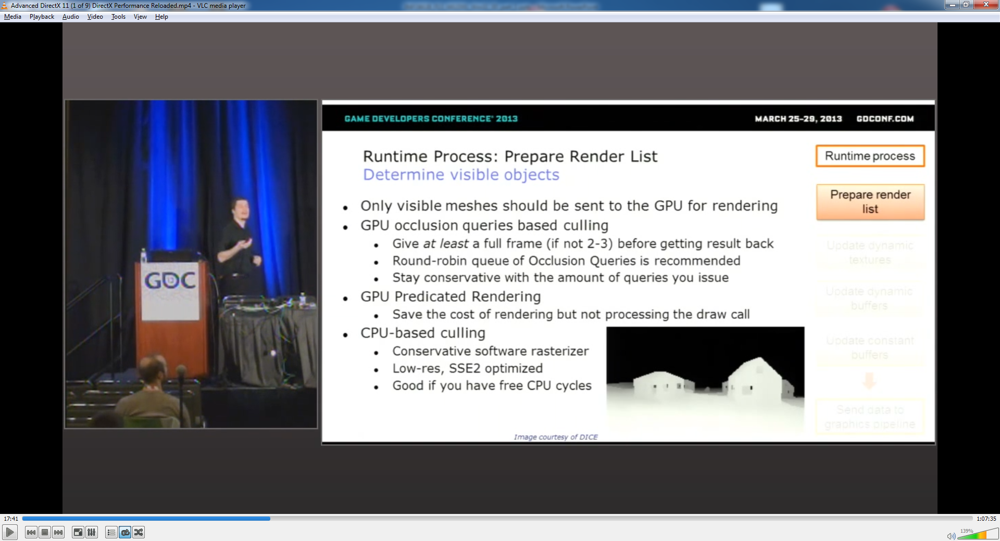 Advanced DirectX 11 (1 of 9) DirectX Performance Reloaded.mp4 - VLC media player
Media Playback Audio Video Tools View Help
GAME DEVELOPERS CONFERENCE® 2013
MARCH 25-29, 2013 GDCONF.COM
Runtime Process: Prepare Render List
Determine visible objects
• Only visible meshes should be sent to the GPU for rendering
• GPU occlusion queries based culling
• Give at least a full frame (if not 2-3) before getting result back
• Round-robin queue of Occlusion Queries is recommended
• Stay conservative with the amount of queries you issue
• GPU Predicated Rendering
• Save the cost of rendering but not processing the draw call
• CPU-based culling
• Conservative software rasterizer
• Low-res, SSE2 optimized
• Good if you have free CPU cycles
Image courtesy of DICE
Runtime process
Prepare render
list
Update dynamic
textures
Update dynamic
buffers
Update constant
buffers
Send data to
graphics pipeline
GDC
17:41
1:07:35
139%